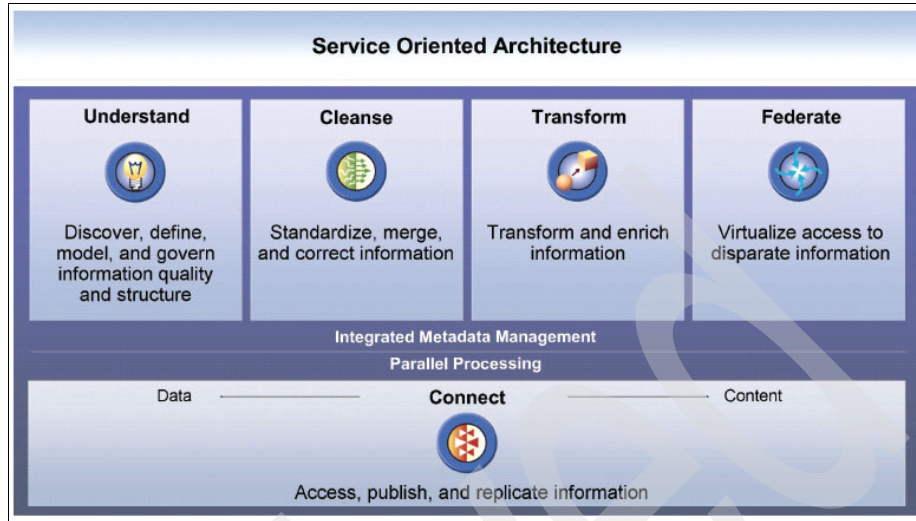 Service Oriented Architecture
Understand
Discover, define,
model, and govern
information quality
and structure
Cleanse
Standardize, merge,
and correct information
Transform
Transform and enrich
information
Federate
Virtualize access to
disparate information
Integrated Metadata Management
Parallel Processing
Data
Connect
Content
Access, publish, and replicate information